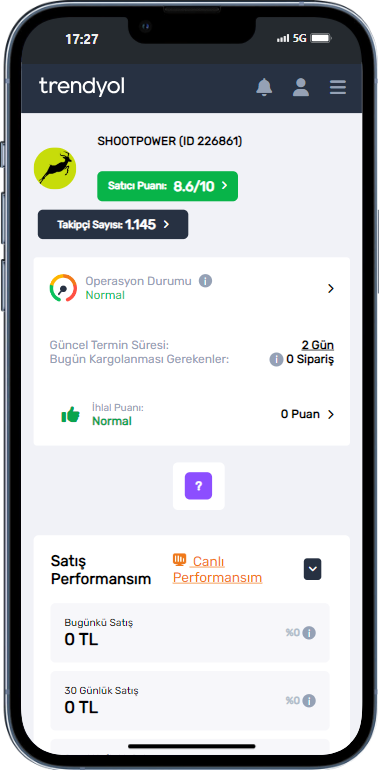 17:27
5G
trendyol
SHOOTPOWER (ID 226861)
Satıcı Puanı: 8.6/10
Takipçi Sayısı: 1.145
Operasyon Durumu
Normal
Güncel Termin Süresi: 2 Gün
Bugün Kargolanması Gerekenler: 0 Sipariş
İhlal Puanı:
Normal
0 Puan
?
Satış
Performansım
Canlı
Performansım
Bugünkü Satış
0 TL
%0
30 Günlük Satış
0 TL
%0